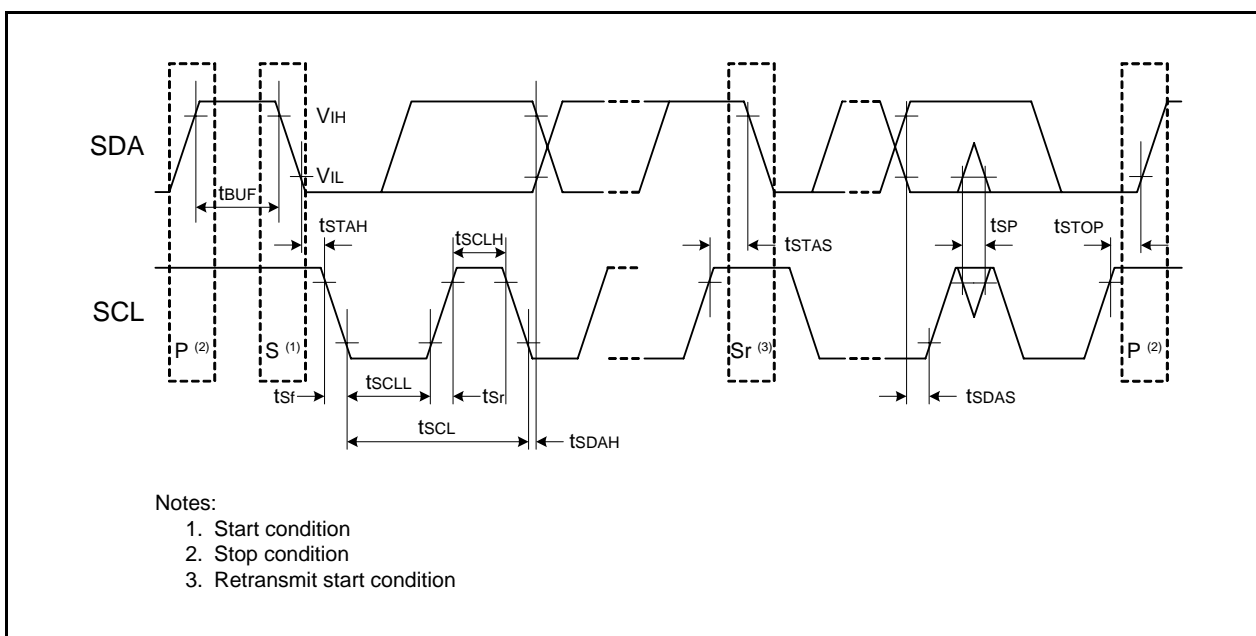 SDA
VIH
VIL
tBUF
tSTAH
tSCLH
tSTAS
tSP
tSTOP
SCL
P (2)
S (1)
Sr (3)
P (2)
tSf
tSCLL
tSr
tSDAS
tSCL
tSDAH
Notes:
1. Start condition
2. Stop condition
3. Retransmit start condition